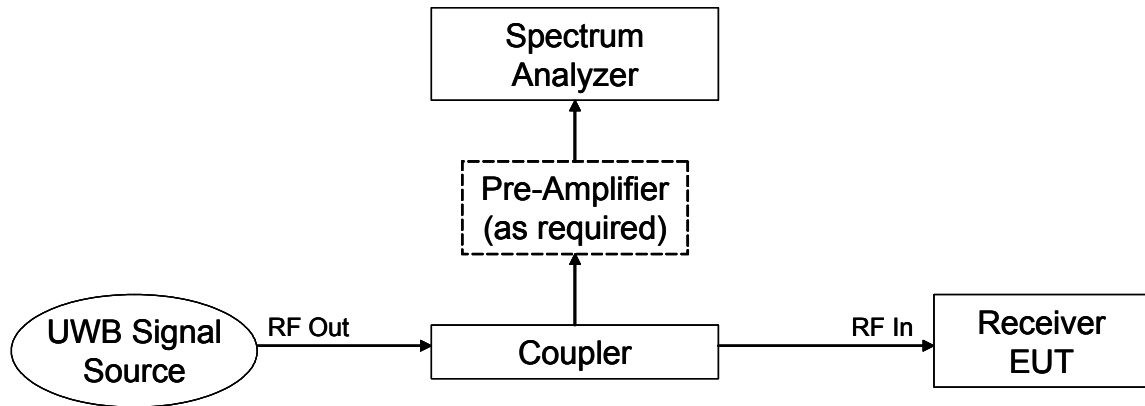 Spectrum
Analyzer
Pre-Amplifier
(as required)
UWB Signal
Source
RF Out
Coupler
RF In
Receiver
EUT